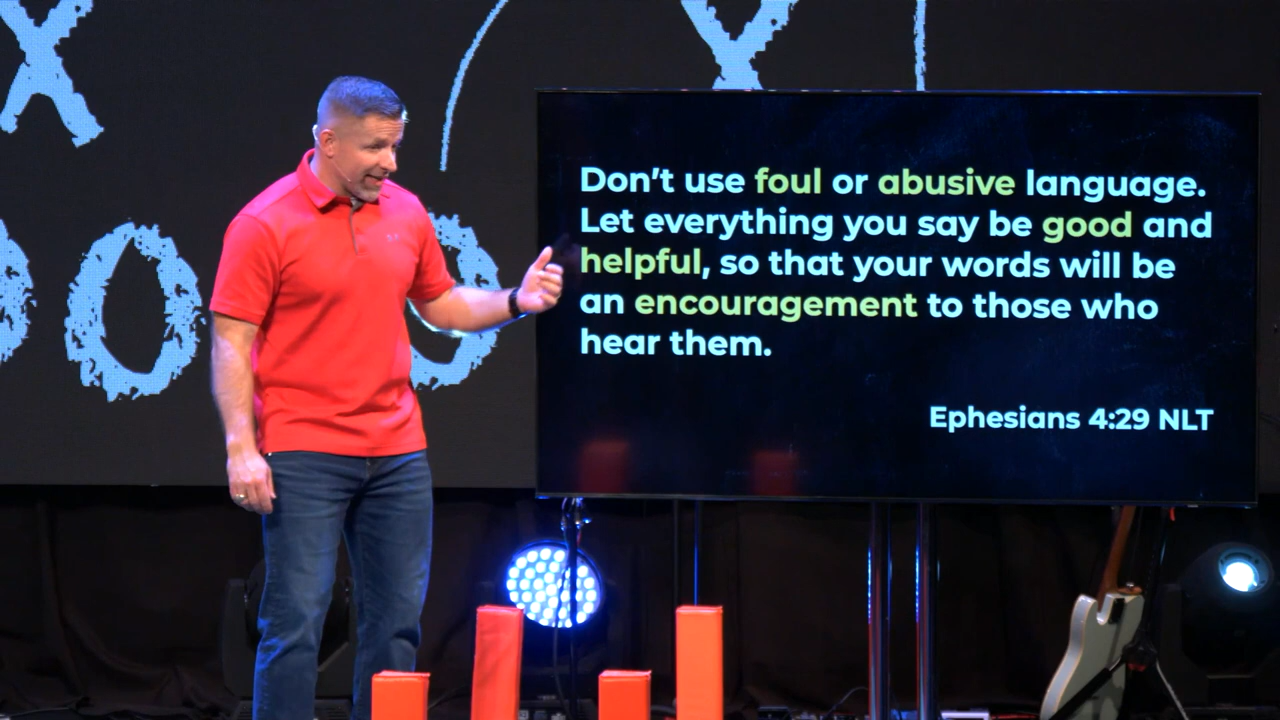 Don't use foul or abusive language.
Let everything you say be good and
helpful, so that your words will be
an encouragement to those who
hear them.
Ephesians 4:29 NLT